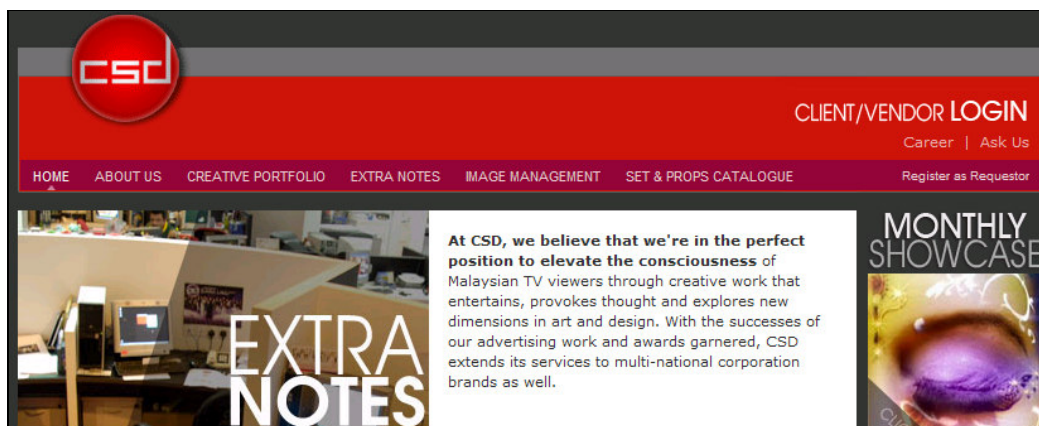 csd
CLIENT/VENDOR LOGIN
Career | Ask Us
HOME ABOUT US CREATIVE PORTFOLIO EXTRA NOTES IMAGE MANAGEMENT SET & PROPS CATALOGUE Register as Requestor
EXTRA
NOTES
At CSD, we believe that we're in the perfect
position to elevate the consciousness of
Malaysian TV viewers through creative work that
entertains, provokes thought and explores new
dimensions in art and design. With the successes of
our advertising work and awards garnered, CSD
extends its services to multi-national corporation
brands as well.
MONTHLY
SHOWCASE